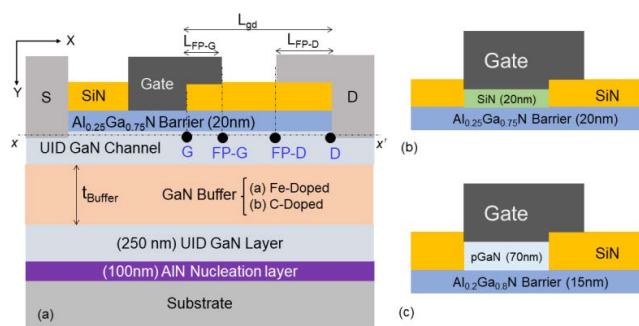 L_gd
X
L_FP-G
L_FP-D
Y
Gate
S
SiN
D
Al0.25Ga0.75N Barrier (20nm)
x
x'
UID GaN Channel
G
FP-G
FP-D
D
t_Buffer
GaN Buffer
(a) Fe-Doped
(b) C-Doped
(250 nm) UID GaN Layer
(100nm) AlN Nucleation layer
(a)
Substrate
Gate
SiN (20nm)
SiN
Al0.25Ga0.75N Barrier (20nm)
(b)
Gate
pGaN (70nm)
SiN
Al0.2Ga0.8N Barrier (15nm)
(c)